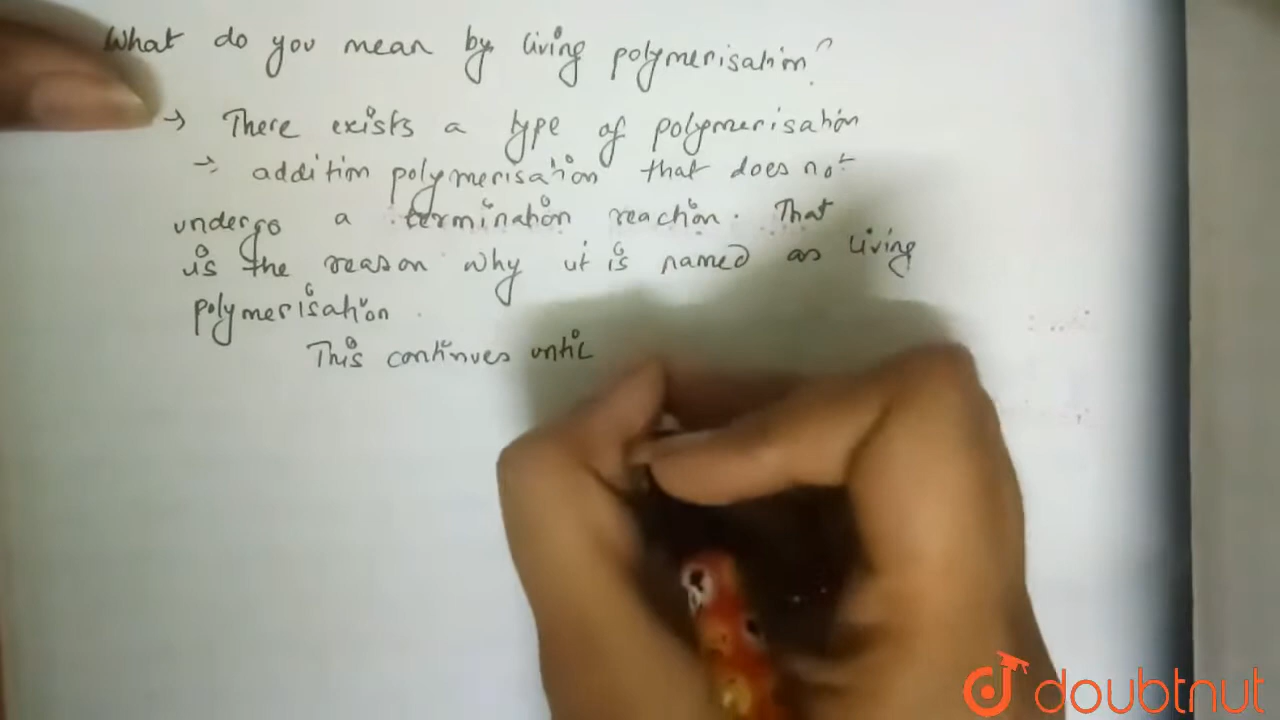 What do you mean by living polymerisation?
→ There exists a type of polymerisation
→ addition polymerisation that does not
undergo a termination reaction. That
is the reason why it is named as living
polymerisation.
This continues until
doubtnut